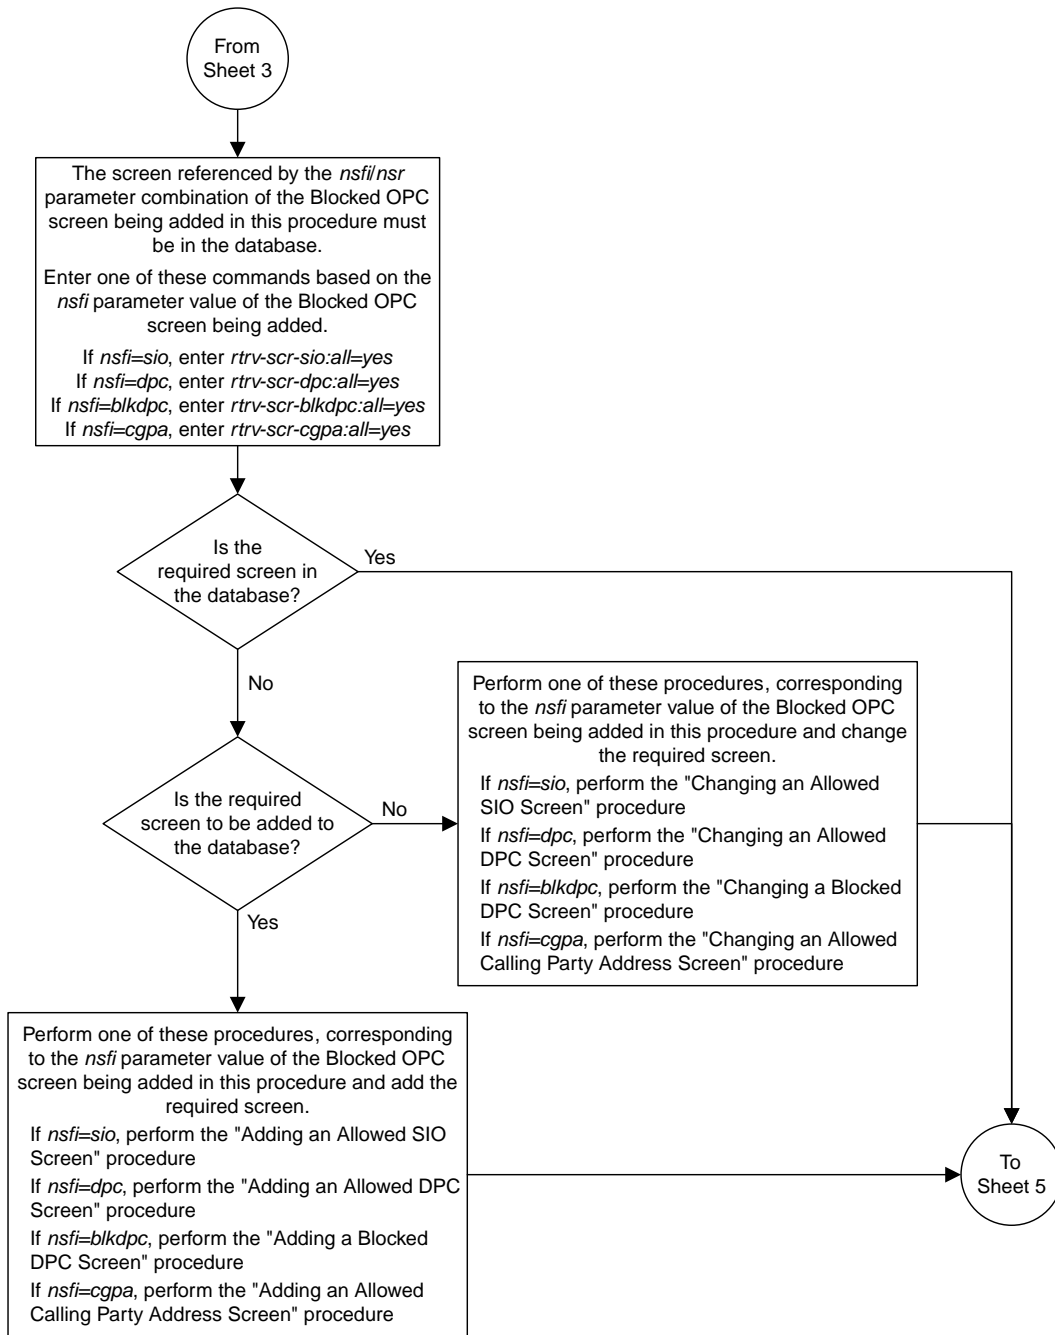 From
Sheet 3
The screen referenced by the nsfi/nsr
parameter combination of the Blocked OPC
screen being added in this procedure must
be in the database.
Enter one of these commands based on the
nsfi parameter value of the Blocked OPC
screen being added.
If nsfi=sio, enter rtrv-scr-sio:all=yes
If nsfi=dpc, enter rtrv-scr-dpc:all=yes
If nsfi=blkdpc, enter rtrv-scr-blkdpc:all=yes
If nsfi=cgpa, enter rtrv-scr-cgpa:all=yes
Is the
required screen in
the database?
Yes
No
Is the required
screen to be added to
the database?
No
Yes
Perform one of these procedures, corresponding
to the nsfi parameter value of the Blocked OPC
screen being added in this procedure and change
the required screen.
If nsfi=sio, perform the "Changing an Allowed
SIO Screen" procedure
If nsfi=dpc, perform the "Changing an Allowed
DPC Screen" procedure
If nsfi=blkdpc, perform the "Changing a Blocked
DPC Screen" procedure
If nsfi=cgpa, perform the "Changing an Allowed
Calling Party Address Screen" procedure
Perform one of these procedures, corresponding
to the nsfi parameter value of the Blocked OPC
screen being added in this procedure and add the
required screen.
If nsfi=sio, perform the "Adding an Allowed SIO
Screen" procedure
If nsfi=dpc, perform the "Adding an Allowed DPC
Screen" procedure
If nsfi=blkdpc, perform the "Adding a Blocked
DPC Screen" procedure
If nsfi=cgpa, perform the "Adding an Allowed
Calling Party Address Screen" procedure
To
Sheet 5